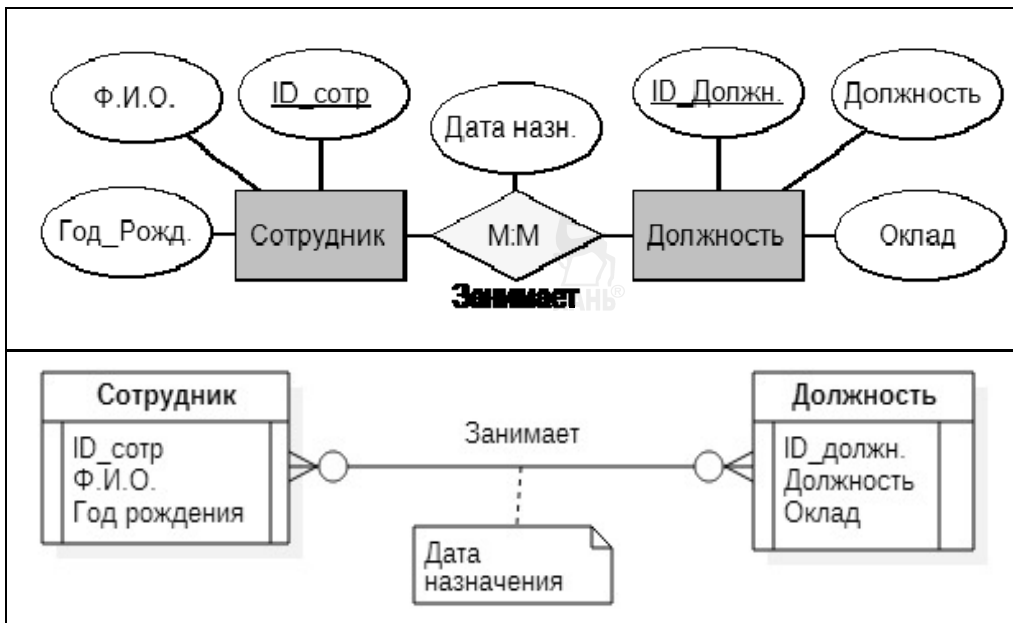 Ф.И.О.
ID_сотр
Дата назн.
ID_Должн.
Должность
Год_Рожд.
Сотрудник
М:М
Должность
Оклад
Занимает
Сотрудник
ID_сотр
Ф.И.О.
Год рождения
Занимает
Дата
назначения
Должность
ID_должн.
Должность
Оклад